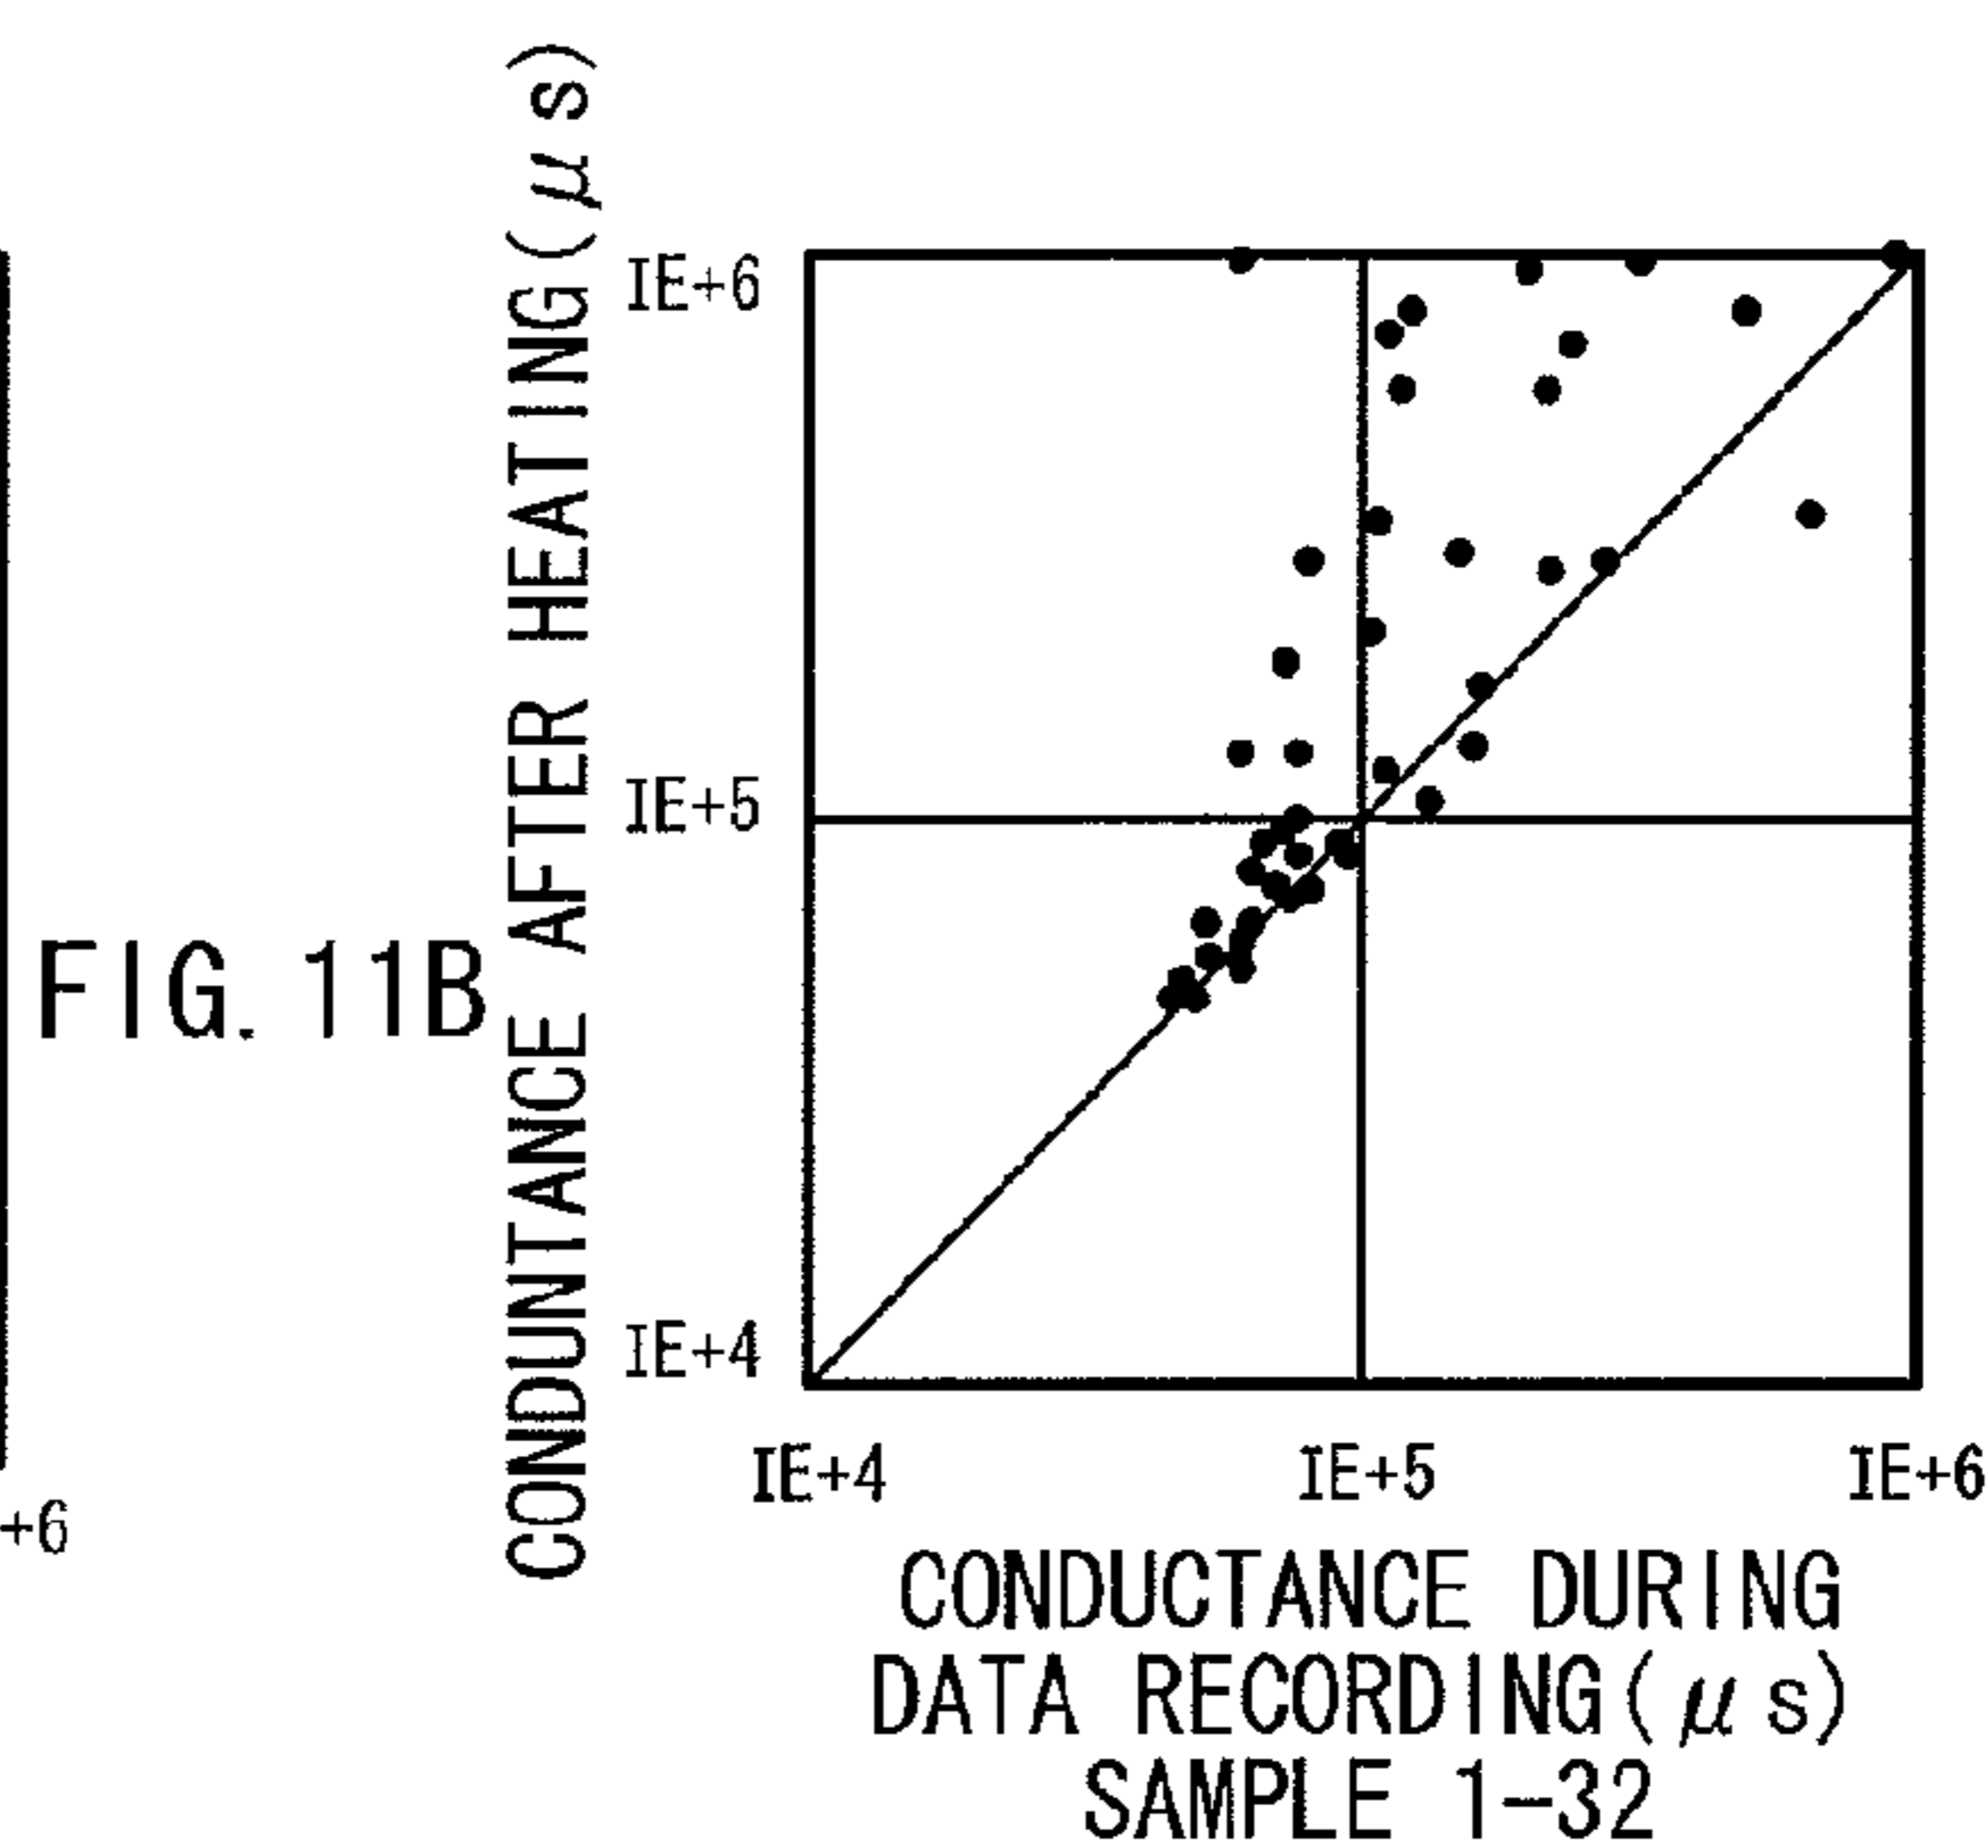 FIG. 11B
CONDUNTANCE AFTER HEATING(μs)
IE+6
IE+5
IE+4
IE+4 IE+5 IE+6
+6
CONDUCTANCE DURING
DATA RECORDING(μs)
SAMPLE 1-32